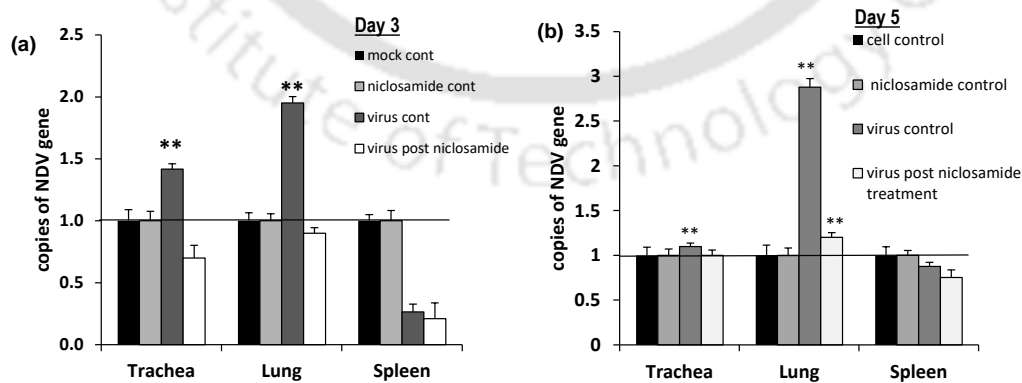 (a)
Day 3
mock cont
niclosamide cont
virus cont
virus post niclosamide
copies of NDV gene
2.5
2.0
1.5
1.0
0.5
0.0
**
**
Trachea
Lung
Spleen
(b)
Day 5
cell control
niclosamide control
virus control
virus post niclosamide
treatment
copies of NDV gene
3.5
3
2.5
2
1.5
1
0.5
0
**
**
**
Trachea
Lung
Spleen
stitute of Technology